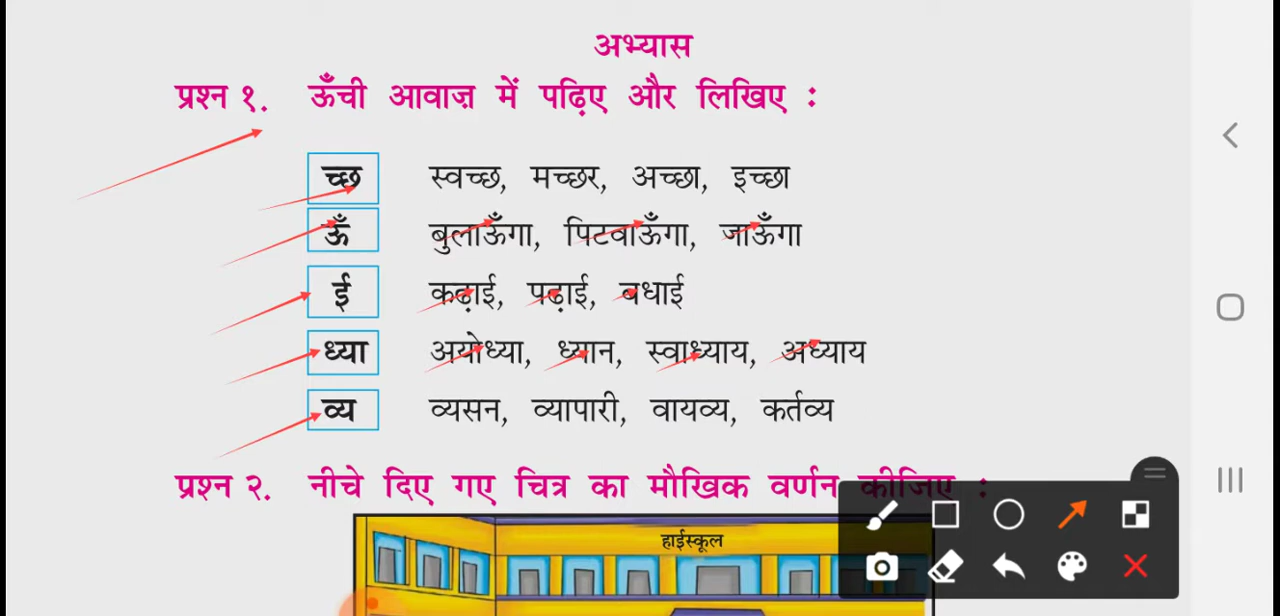 अभ्यास
प्रश्न १. ऊँची आवाज़ में पढ़िए और लिखिए :
च्छ स्वच्छ, मच्छर, अच्छा, इच्छा
ऊँ बुलाऊँगा, पिटवाऊँगा, जाऊँगा
ई कढ़ाई, पढ़ाई, बधाई
ध्या अयोध्या, ध्यान, स्वाध्याय, अध्याय
व्य व्यसन, व्यापारी, वायव्य, कर्तव्य
प्रश्न २. नीचे दिए गए चित्र का मौखिक वर्णन कीजिए :
हाईस्कूल